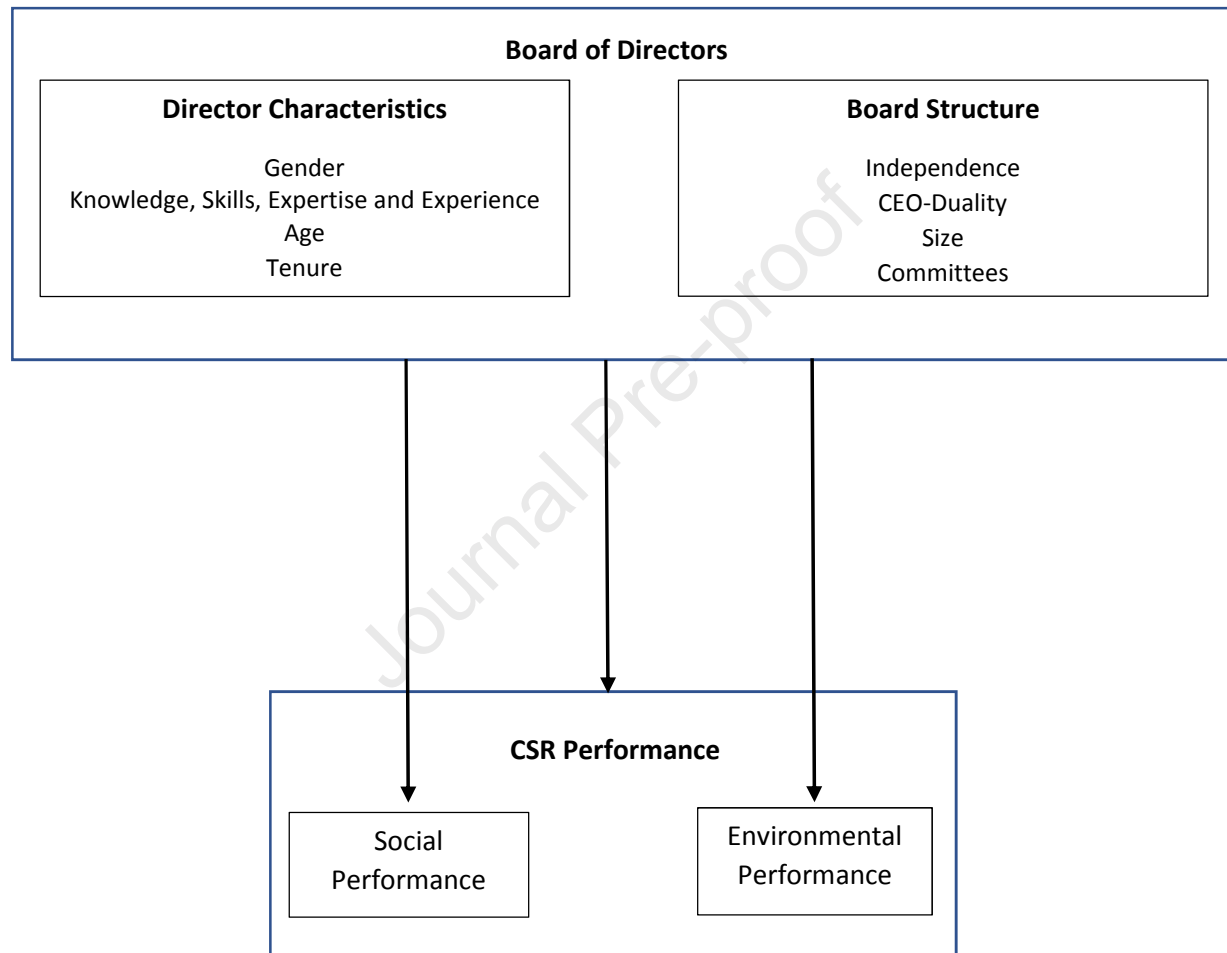 Board of Directors
Director Characteristics
Gender
Knowledge, Skills, Expertise and Experience
Age
Tenure
Board Structure
Independence
CEO-Duality
Size
Committees
Journal Pre-proof
CSR Performance
Social
Performance
Environmental
Performance